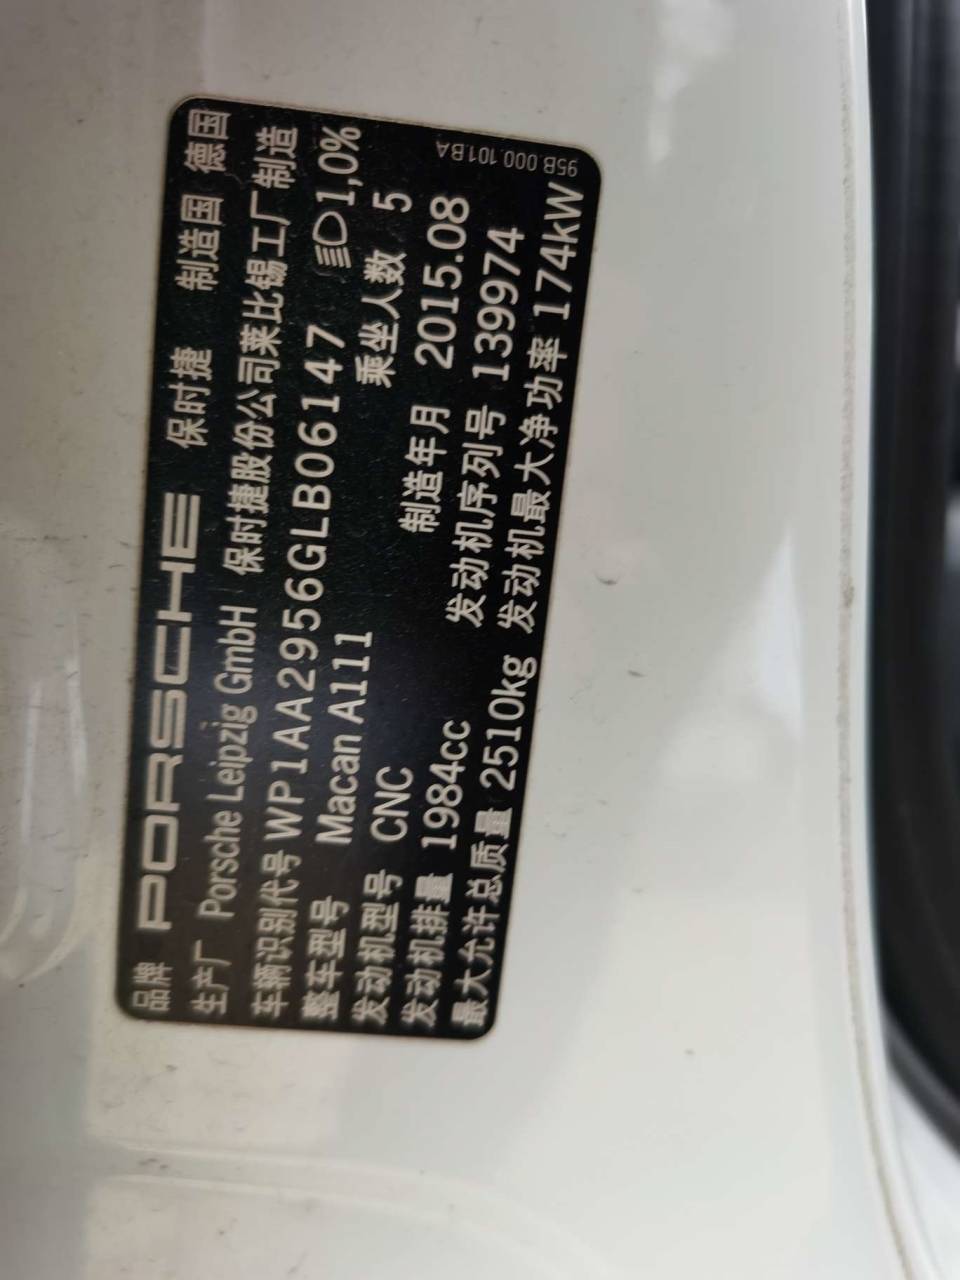 品牌 PORSCHE 保时捷 制造国 德国
生产厂 Porsche Leipzig GmbH 保时捷股份公司莱比锡工厂制造
车辆识别代号 WP1AA2956GLB06147 1,0%
整车型号 Macan A111 乘坐人数 5
发动机型号 CNC 制造年月 2015.08
发动机排量 1984cc 发动机序列号 139974
最大允许总质量 2510kg 发动机最大净功率 174kW
95B.000.101.BA